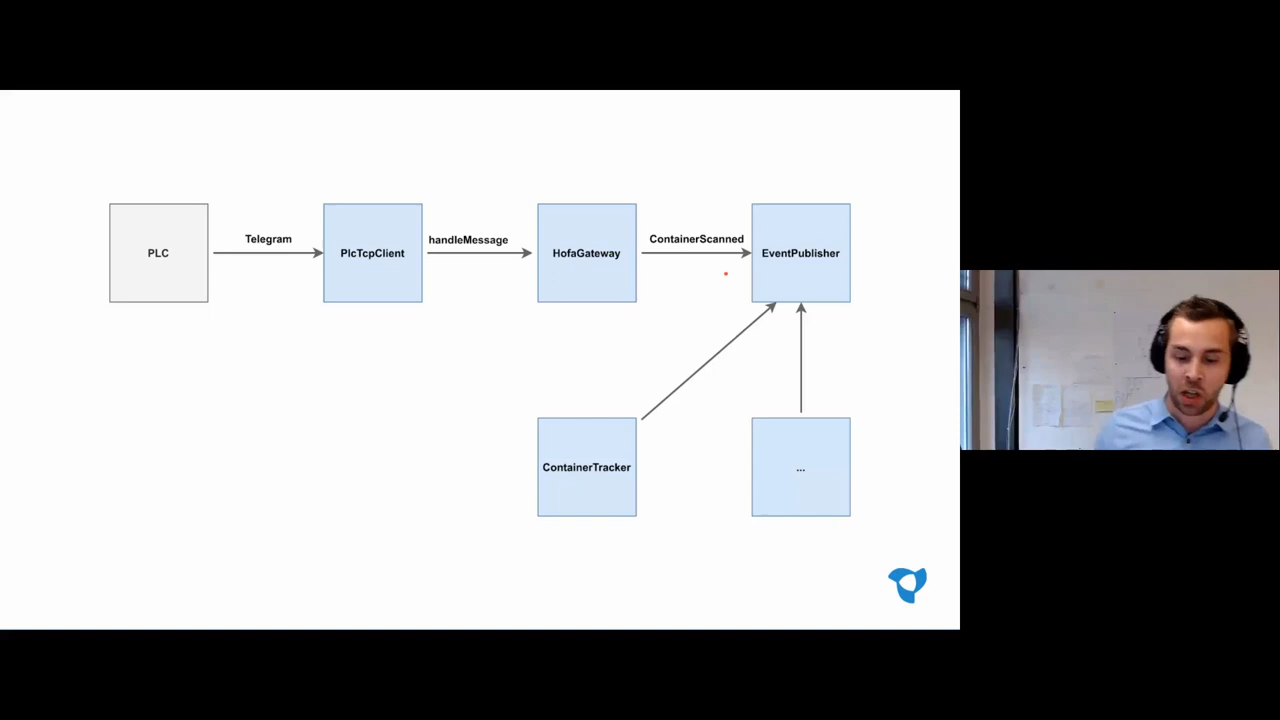 Telegram
handleMessage
ContainerScanned
PLC
PlcTcpClient
HofaGateway
EventPublisher
ContainerTracker
...